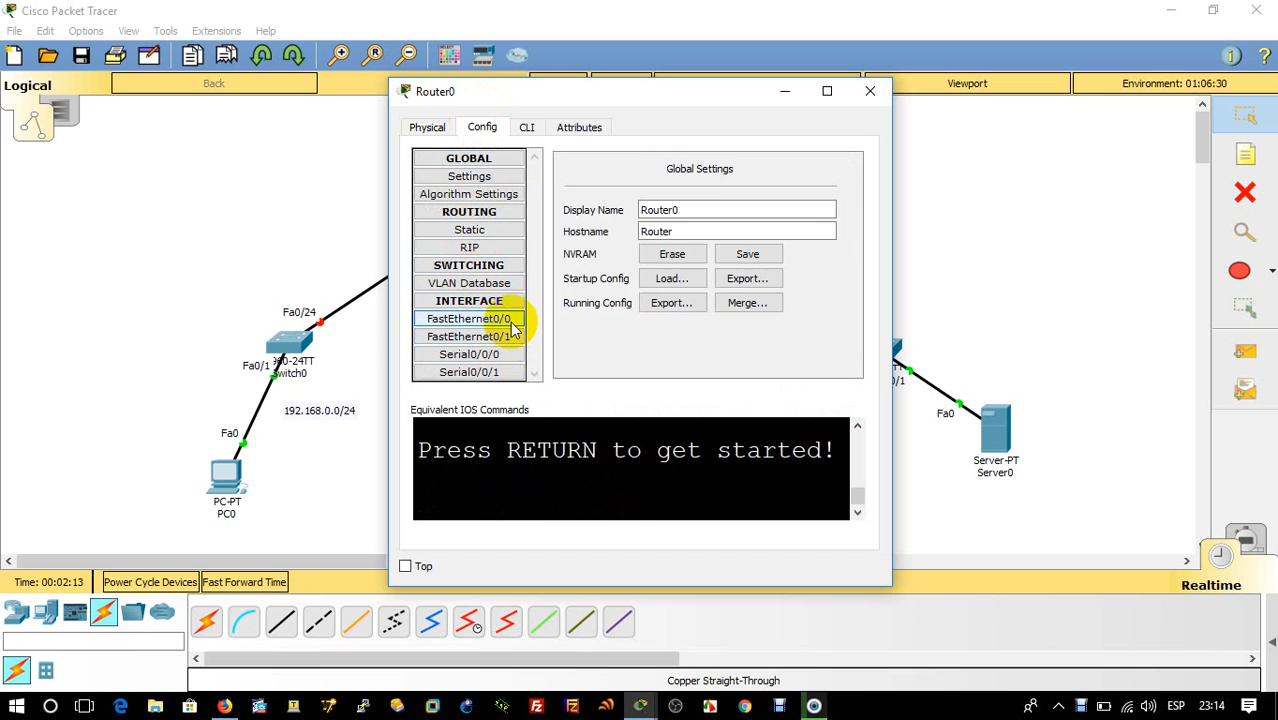 Cisco Packet Tracer
File Edit Options View Tools Extensions Help
Logical
Back
Viewport
Environment: 01:06:30
Router0
Physical Config CLI Attributes
GLOBAL
Settings
Algorithm Settings
ROUTING
Static
RIP
SWITCHING
VLAN Database
INTERFACE
FastEthernet0/0
FastEthernet0/1
Serial0/0/0
Serial0/0/1
Global Settings
Display Name Router0
Hostname Router
NVRAM Erase Save
Startup Config Load... Export...
Running Config Export... Merge...
Equivalent IOS Commands
Press RETURN to get started!
Top
Fa0/24
Fa0/1
Switch0
192.168.0.0/24
Fa0
PC-PT
PC0
Fa0
Server-PT
Server0
Time: 00:02:13 Power Cycle Devices Fast Forward Time
Realtime
Copper Straight-Through
ESP 23:14